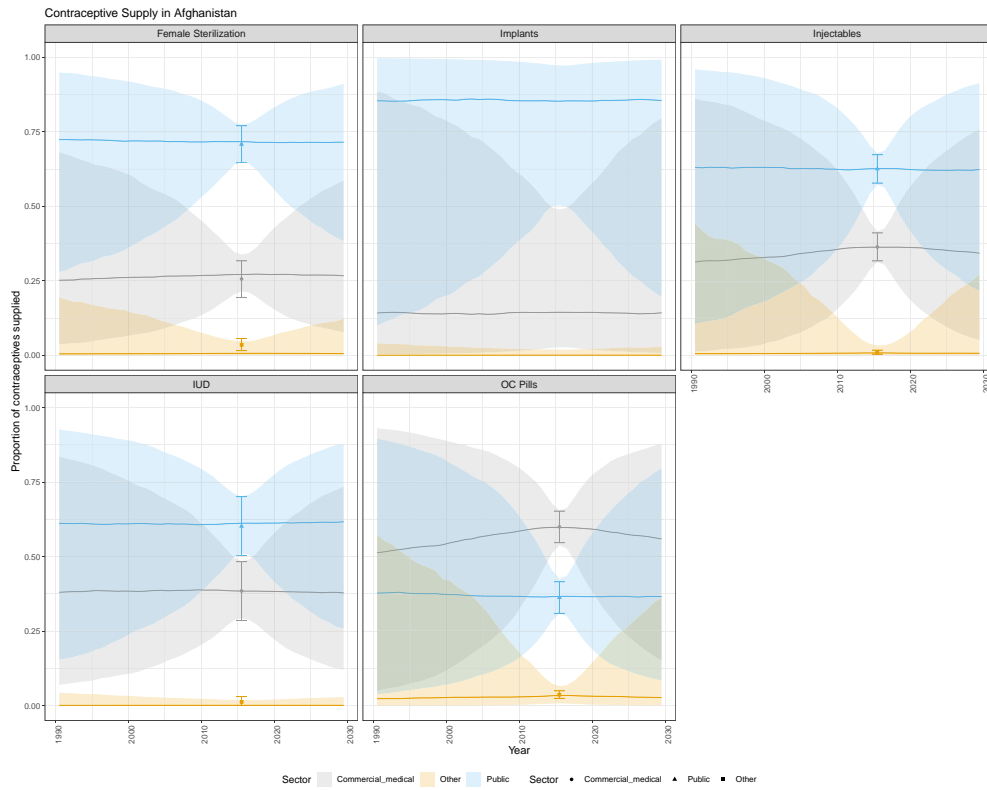 Contraceptive Supply in Afghanistan
Female Sterilization
Implants
Injectables
1.00
0.75
0.50
0.25
0.00
1990
2000
2010
2020
2030
IUD
OC Pills
1.00
0.75
0.50
0.25
0.00
1990
2000
2010
2020
2030
1990
2000
2010
2020
2030
Proportion of contraceptives supplied
Year
Sector Commercial_medical Other Public Sector Commercial_medical Public Other